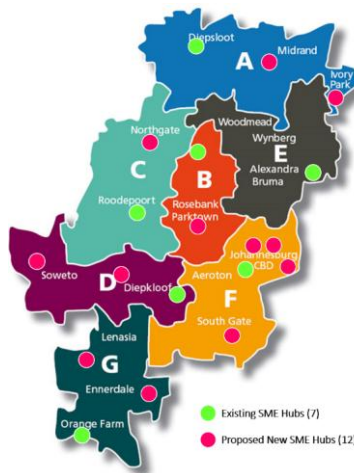 Diepsloot
Midrand
A
Ivory
Park
Woodmead
Northgate
Wynberg
E
C
B
Alexandra
Bruma
Roodepoort
Rosebank
Parktown
Soweto
D
Diepkloof
Aeroton
Johannesburg
CBD
F
South Gate
Lenasia
G
Ennerdale
Orange Farm
Existing SME Hubs (7)
Proposed New SME Hubs (12)